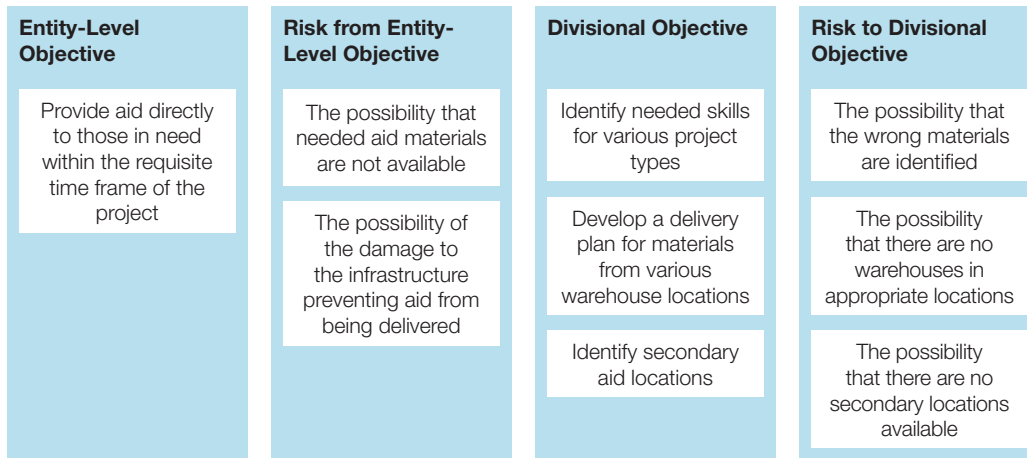 Entity-Level
Objective
Provide aid directly
to those in need
within the requisite
time frame of the
project
Risk from Entity-
Level Objective
The possibility that
needed aid materials
are not available
The possibility of
the damage to
the infrastructure
preventing aid from
being delivered
Divisional Objective
Identify needed skills
for various project
types
Develop a delivery
plan for materials
from various
warehouse locations
Identify secondary
aid locations
Risk to Divisional
Objective
The possibility that
the wrong materials
are identified
The possibility
that there are no
warehouses in
appropriate locations
The possibility
that there are no
secondary locations
available